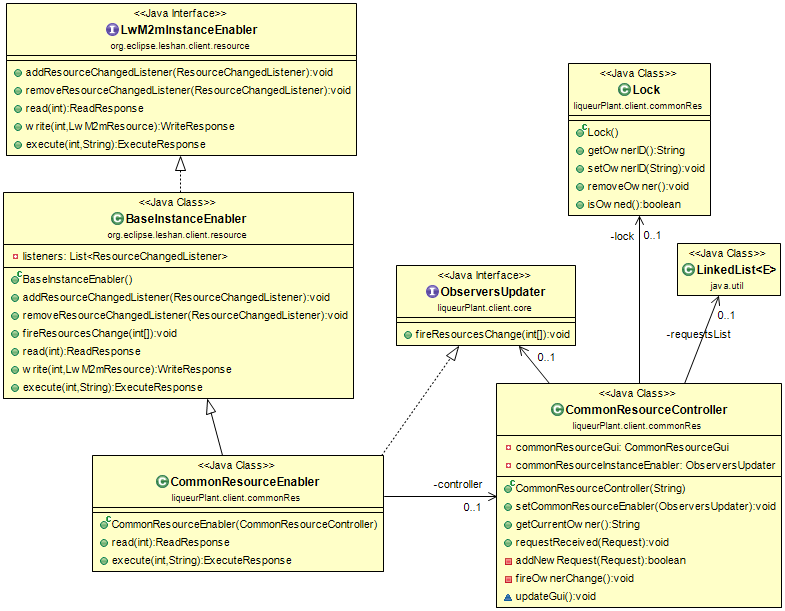 <<Java Interface>>
LwM2mInstanceEnabler
org.eclipse.leshan.client.resource
addResourceChangedListener(ResourceChangedListener):void
removeResourceChangedListener(ResourceChangedListener):void
read(int):ReadResponse
write(int,LwM2mResource):WriteResponse
execute(int,String):ExecuteResponse
<<Java Class>>
BaseInstanceEnabler
org.eclipse.leshan.client.resource
listeners: List<ResourceChangedListener>
BaseInstanceEnabler()
addResourceChangedListener(ResourceChangedListener):void
removeResourceChangedListener(ResourceChangedListener):void
fireResourcesChange(int[]):void
read(int):ReadResponse
write(int,LwM2mResource):WriteResponse
execute(int,String):ExecuteResponse
<<Java Class>>
CommonResourceEnabler
liqueurPlant.client.commonRes
CommonResourceEnabler(CommonResourceController)
read(int):ReadResponse
execute(int,String):ExecuteResponse
<<Java Interface>>
ObserversUpdater
liqueurPlant.client.core
fireResourcesChange(int[]):void
0..1
-controller
0..1
<<Java Class>>
Lock
liqueurPlant.client.commonRes
Lock()
getOwnerID():String
setOwnerID(String):void
removeOwner():void
isOwned():boolean
-lock 0..1
<<Java Class>>
LinkedList<E>
java.util
0..1
-requestsList
<<Java Class>>
CommonResourceController
liqueurPlant.client.commonRes
commonResourceGui: CommonResourceGui
commonResourceInstanceEnabler: ObserversUpdater
CommonResourceController(String)
setCommonResourceEnabler(ObserversUpdater):void
getCurrentOwner():String
requestReceived(Request):void
addNewRequest(Request):boolean
fireOwnerChange():void
updateGui():void